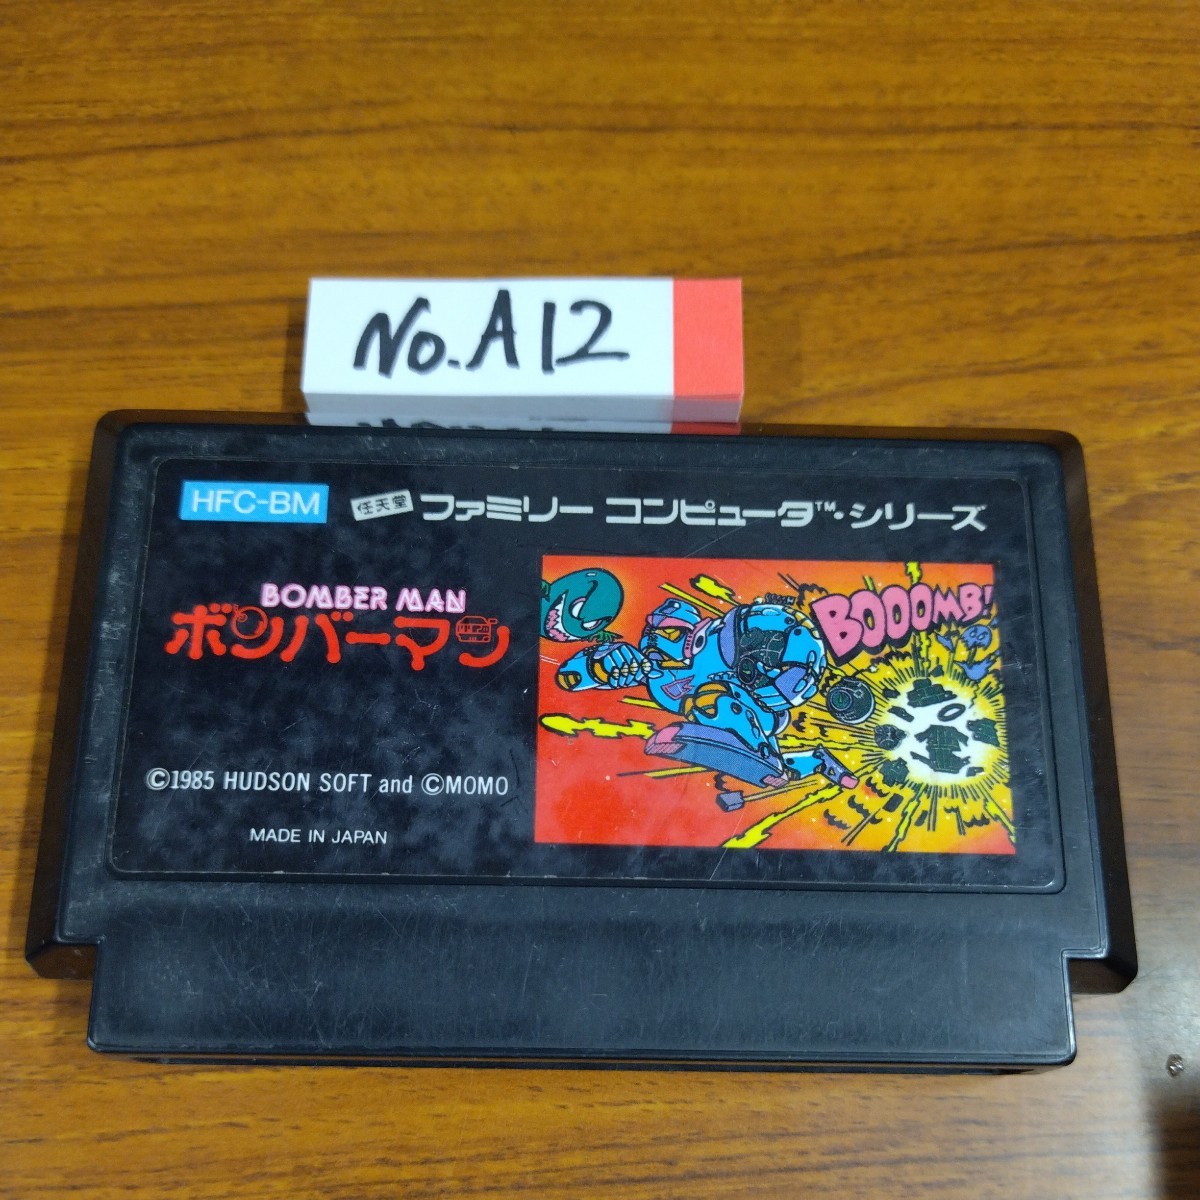 No. A12
HFC-BM
任天堂 ファミリー コンピュータ™・シリーズ
BOMBER MAN
ボンバーマン
BOOOMB!
©1985 HUDSON SOFT and ©MOMO
MADE IN JAPAN